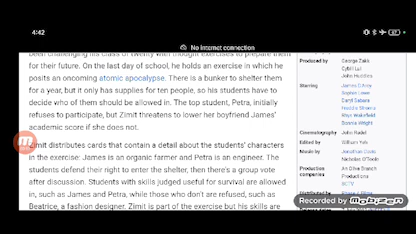 4:42
67
No internet connection
been challenging his class of twenty with thought exercises to prepare them
for their future. On the last day of school, he holds an exercise in which he
posits an oncoming atomic apocalypse. There is a bunker to shelter them
for a year, but it only has supplies for ten people, so his students have to
decide who of them should be allowed in. The top student, Petra, initially
refuses to participate, but Zimit threatens to lower her boyfriend James'
academic score if she does not.
Zimit distributes cards that contain a detail about the students' characters
in the exercise: James is an organic farmer and Petra is an engineer. The
students defend their right to enter the shelter, then there's a group vote
after discussion. Students with skills judged useful for survival are allowed
in, such as James and Petra, while those who don't are refused, such as
Beatrice, a fashion designer. Zimit is part of the exercise but his skills are
Produced by George Zakk
Cybill Lui
John Huddles
Starring James D'Arcy
Sophie Lowe
Daryl Sabara
Freddie Stroma
Rhys Wakefield
Bonnie Wright
Cinematography John Radel
Edited by William Yeh
Music by Jonathan Davis
Nicholas O'Toole
Production companies An Olive Branch
Productions
Distributed by
Recorded by MOBIZEN